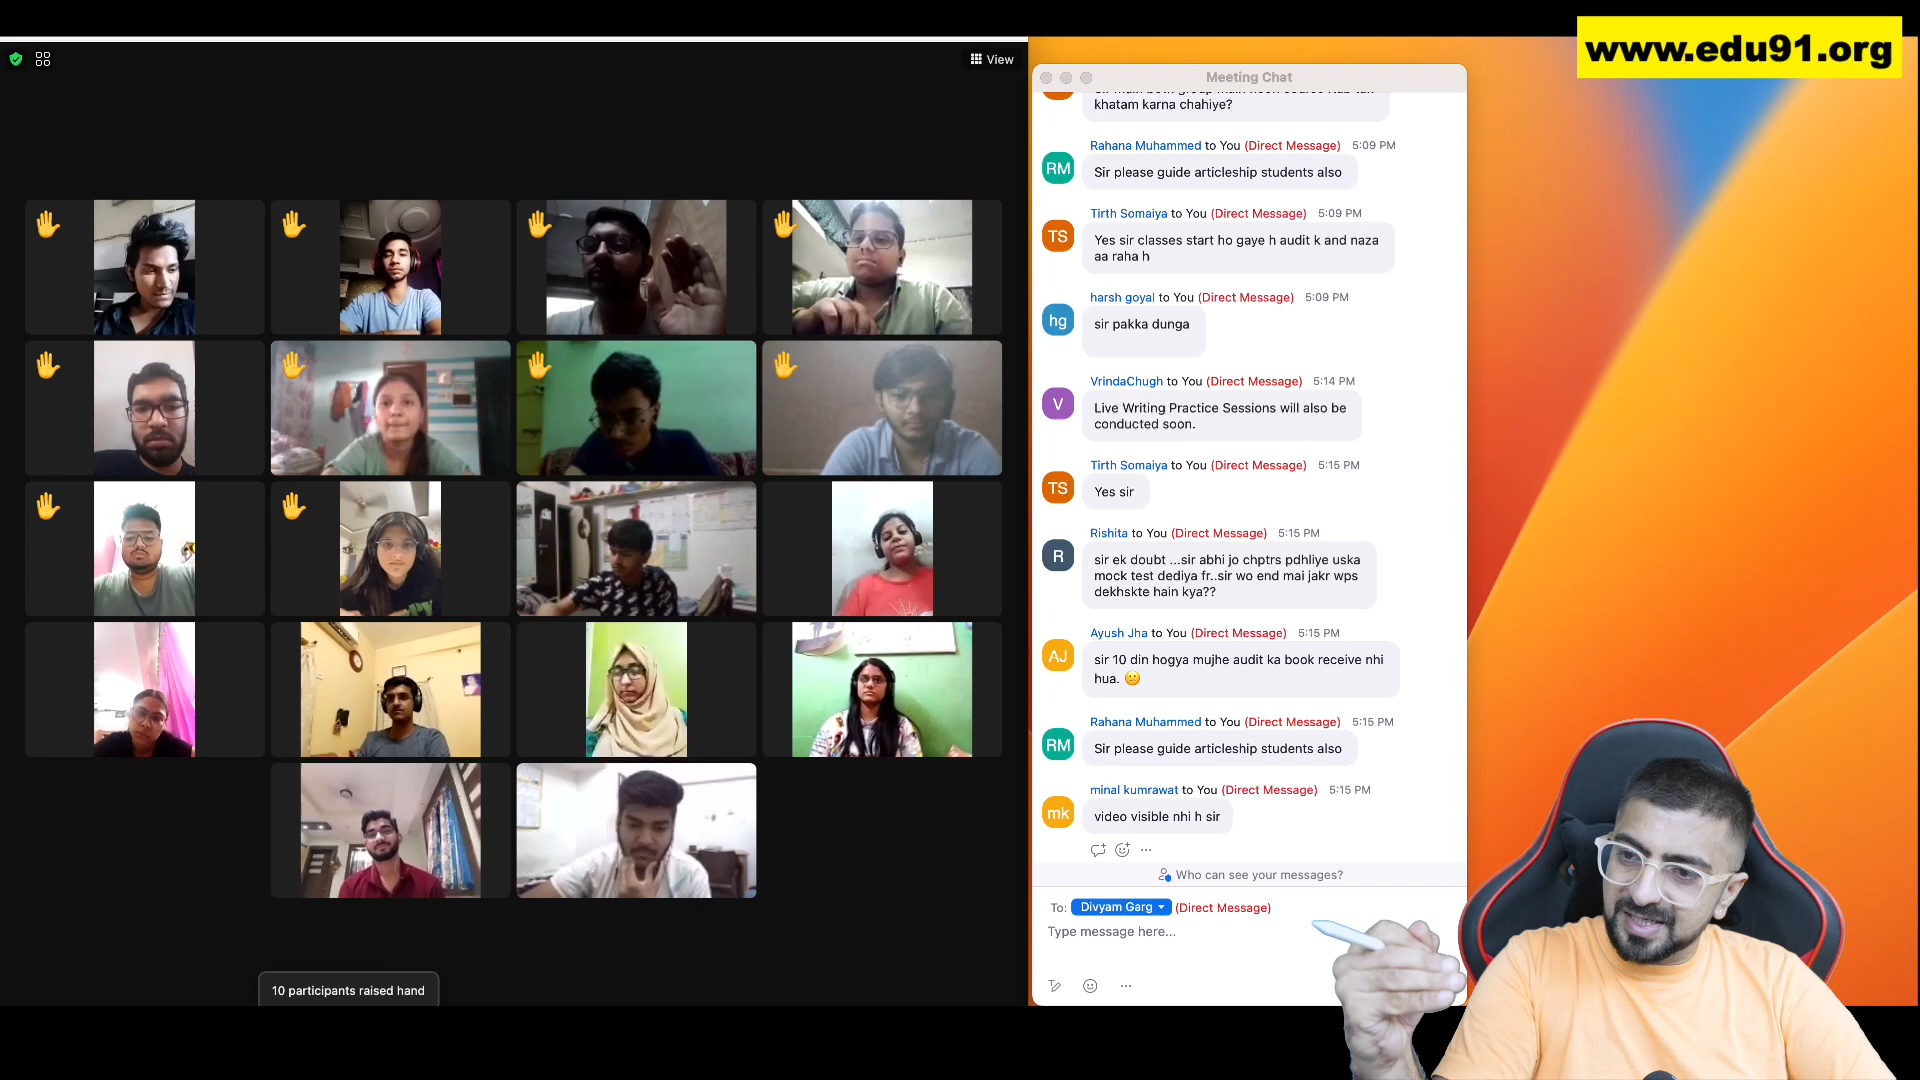 www.edu91.org
View
Meeting Chat
khatam karna chahiye?
Rahana Muhammed to You (Direct Message) 5:09 PM
RM
Sir please guide articleship students also
Tirth Somaiya to You (Direct Message) 5:09 PM
TS
Yes sir classes start ho gaye h audit k and naza
aa raha h
harsh goyal to You (Direct Message) 5:09 PM
hg
sir pakka dunga
VrindaChugh to You (Direct Message) 5:14 PM
V
Live Writing Practice Sessions will also be
conducted soon.
Tirth Somaiya to You (Direct Message) 5:15 PM
TS
Yes sir
Rishita to You (Direct Message) 5:15 PM
R
sir ek doubt ...sir abhi jo chptrs pdhliye uska
mock test dediya fr..sir wo end mai jakr wps
dekhskte hain kya??
Ayush Jha to You (Direct Message) 5:15 PM
AJ
sir 10 din hogya mujhe audit ka book receive nhi
hua. 🙁
Rahana Muhammed to You (Direct Message) 5:15 PM
RM
Sir please guide articleship students also
minal kumrawat to You (Direct Message) 5:15 PM
mk
video visible nhi h sir
Who can see your messages?
To: Divyam Garg (Direct Message)
Type message here...
10 participants raised hand